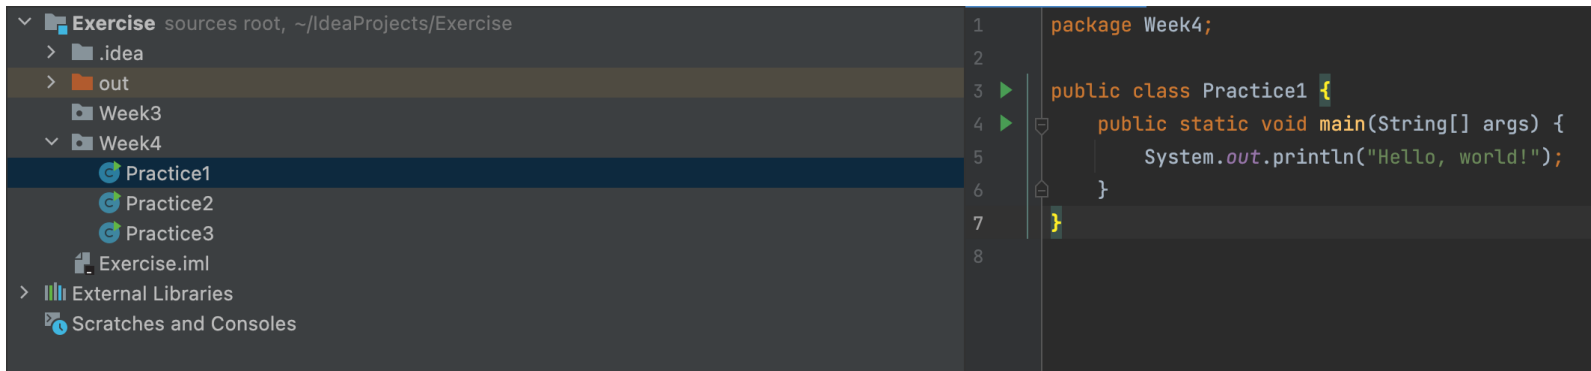 Exercise sources root, ~/IdeaProjects/Exercise
.idea
out
Week3
Week4
Practice1
Practice2
Practice3
Exercise.iml
External Libraries
Scratches and Consoles
1 package Week4;
2
3 public class Practice1 {
4 public static void main(String[] args) {
5 System.out.println("Hello, world!");
6 }
7 }
8